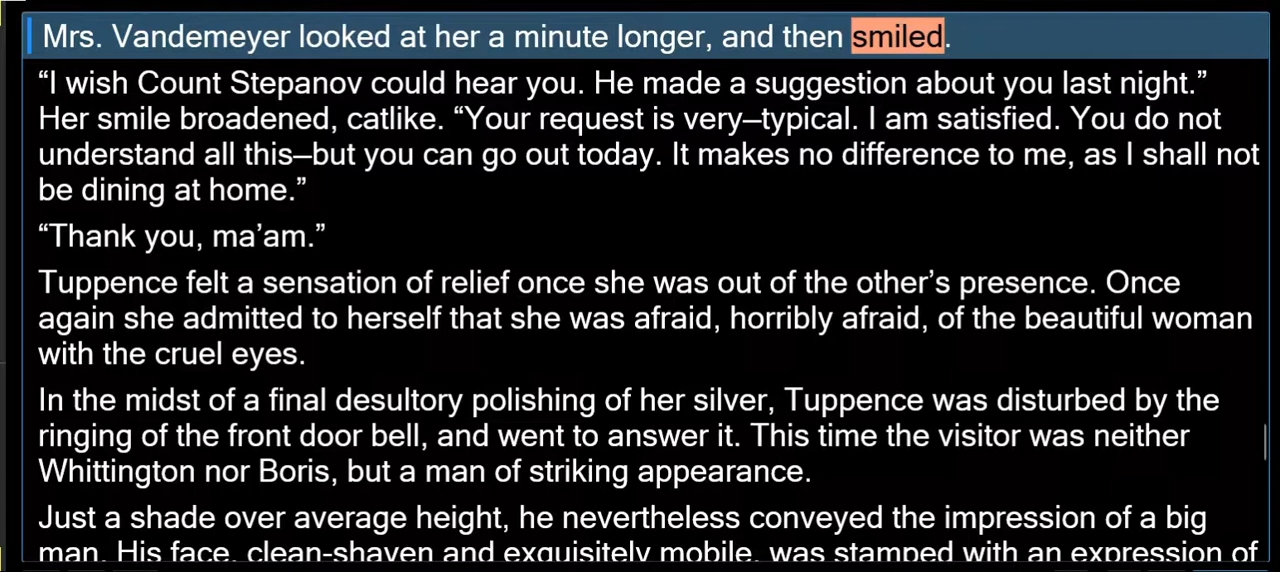 Mrs. Vandemeyer looked at her a minute longer, and then smiled.
“I wish Count Stepanov could hear you. He made a suggestion about you last night.”
Her smile broadened, catlike. “Your request is very—typical. I am satisfied. You do not
understand all this—but you can go out today. It makes no difference to me, as I shall not
be dining at home.”
“Thank you, ma’am.”
Tuppence felt a sensation of relief once she was out of the other’s presence. Once
again she admitted to herself that she was afraid, horribly afraid, of the beautiful woman
with the cruel eyes.
In the midst of a final desultory polishing of her silver, Tuppence was disturbed by the
ringing of the front door bell, and went to answer it. This time the visitor was neither
Whittington nor Boris, but a man of striking appearance.
Just a shade over average height, he nevertheless conveyed the impression of a big
man. His face, clean-shaven and exquisitely mobile, was stamped with an expression of